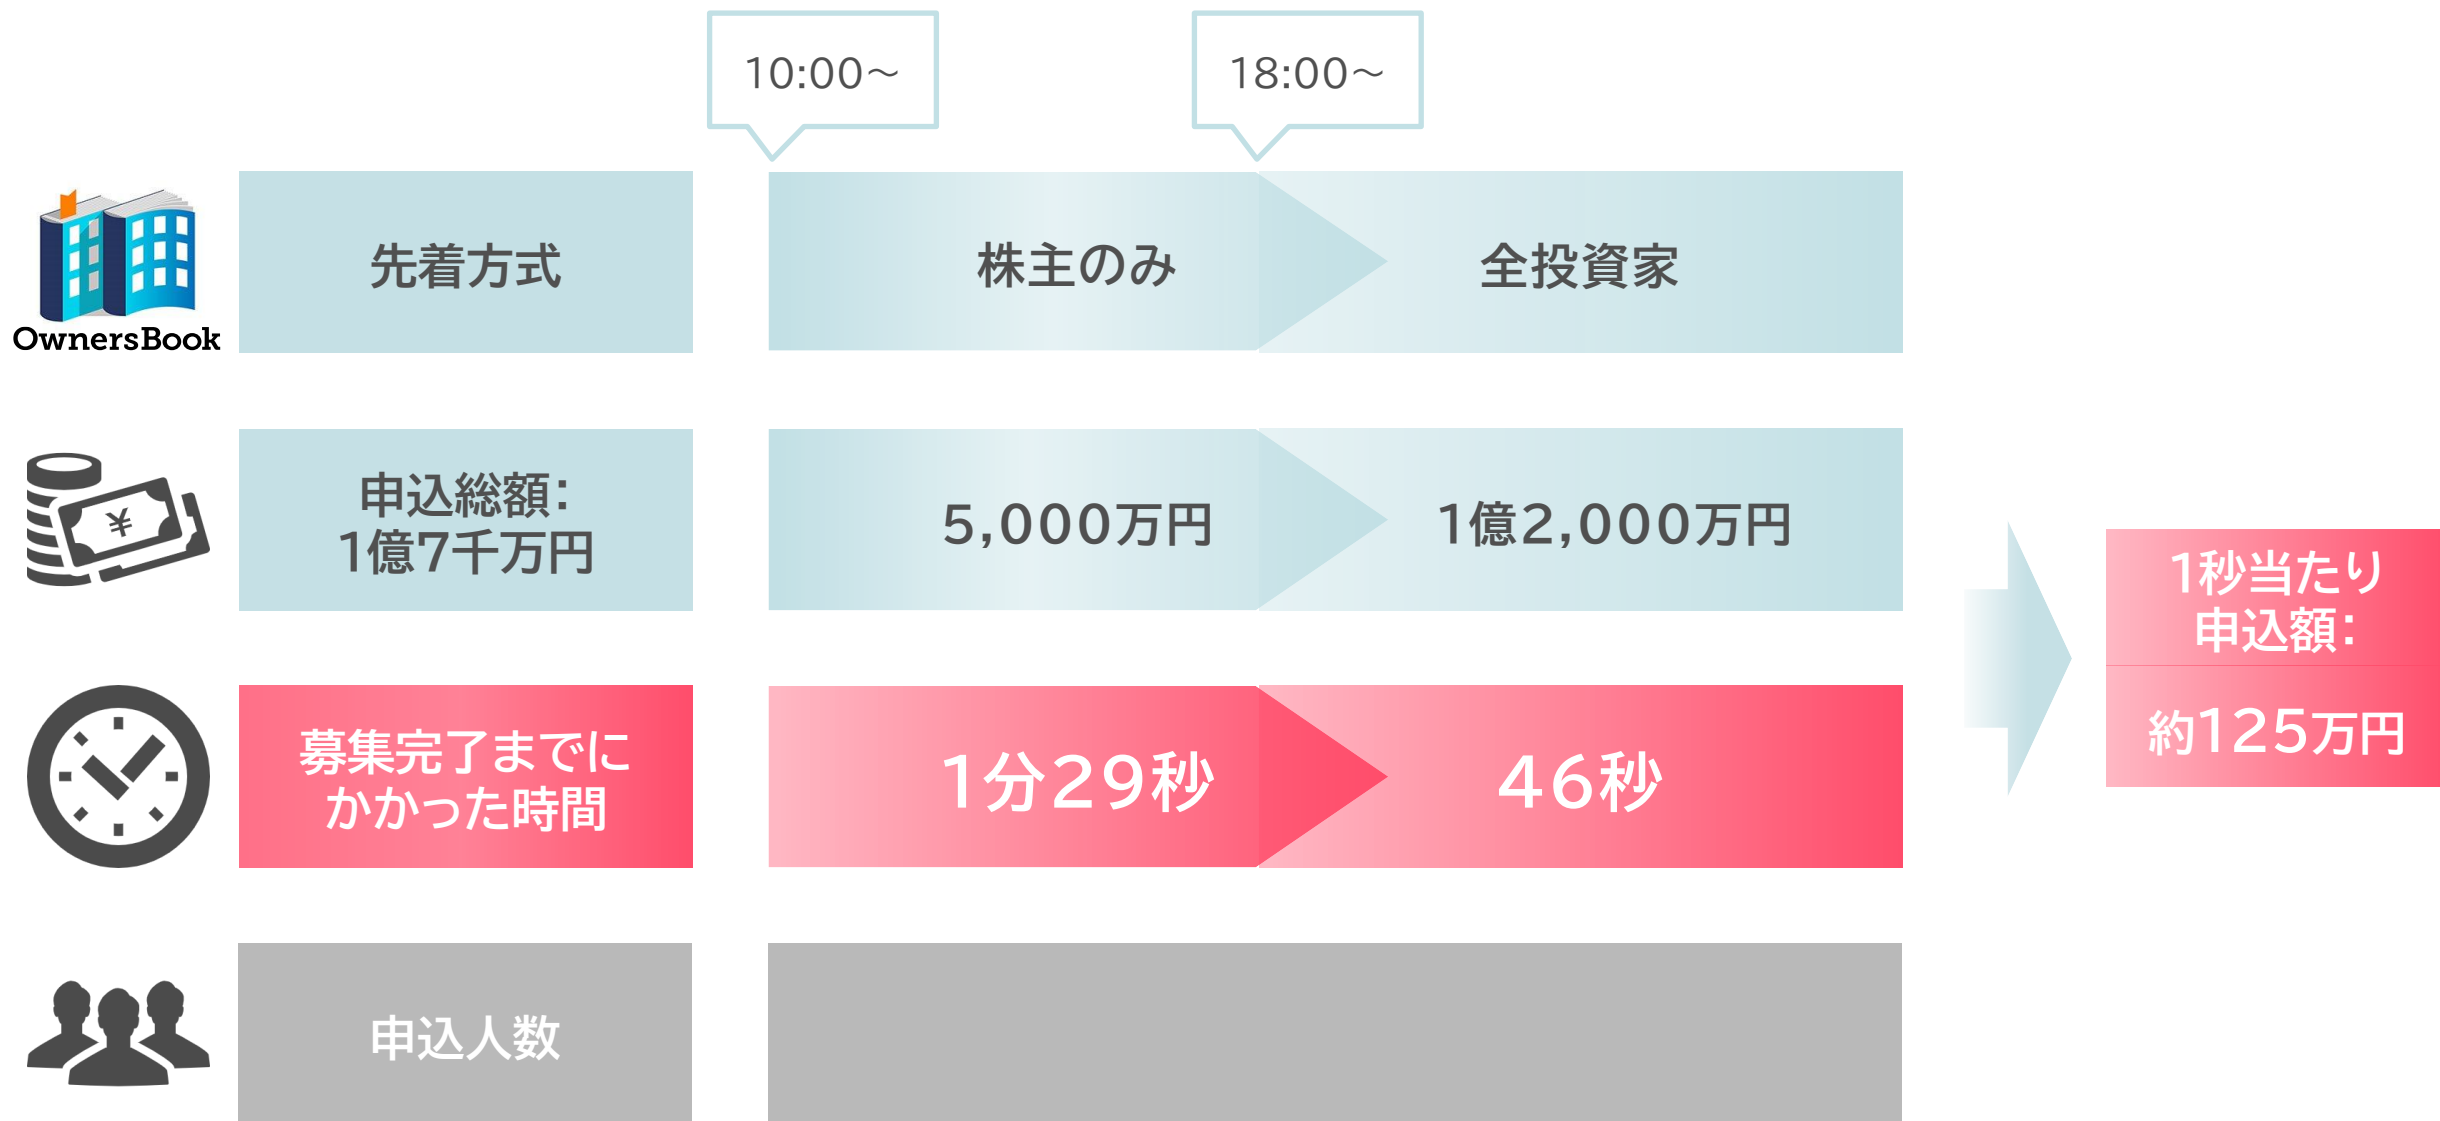 10:00～
18:00～
OwnersBook
先着方式
株主のみ
全投資家
申込総額：
1億7千万円
5,000万円
1億2,000万円
¥
募集完了までに
かかった時間
1分29秒
46秒
1秒当たり
申込額：
約125万円
申込人数